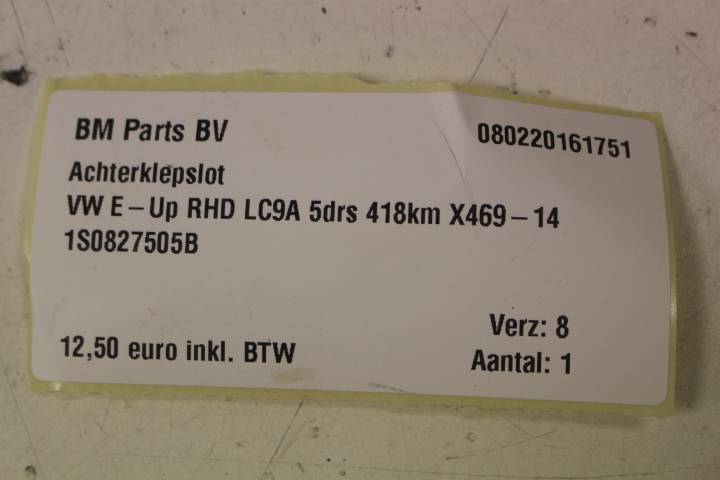 BM Parts BV
080220161751
Achterklepslot
VW E-Up RHD LC9A 5drs 418km X469-14
1S0827505B
Verz: 8
12,50 euro inkl. BTW
Aantal: 1